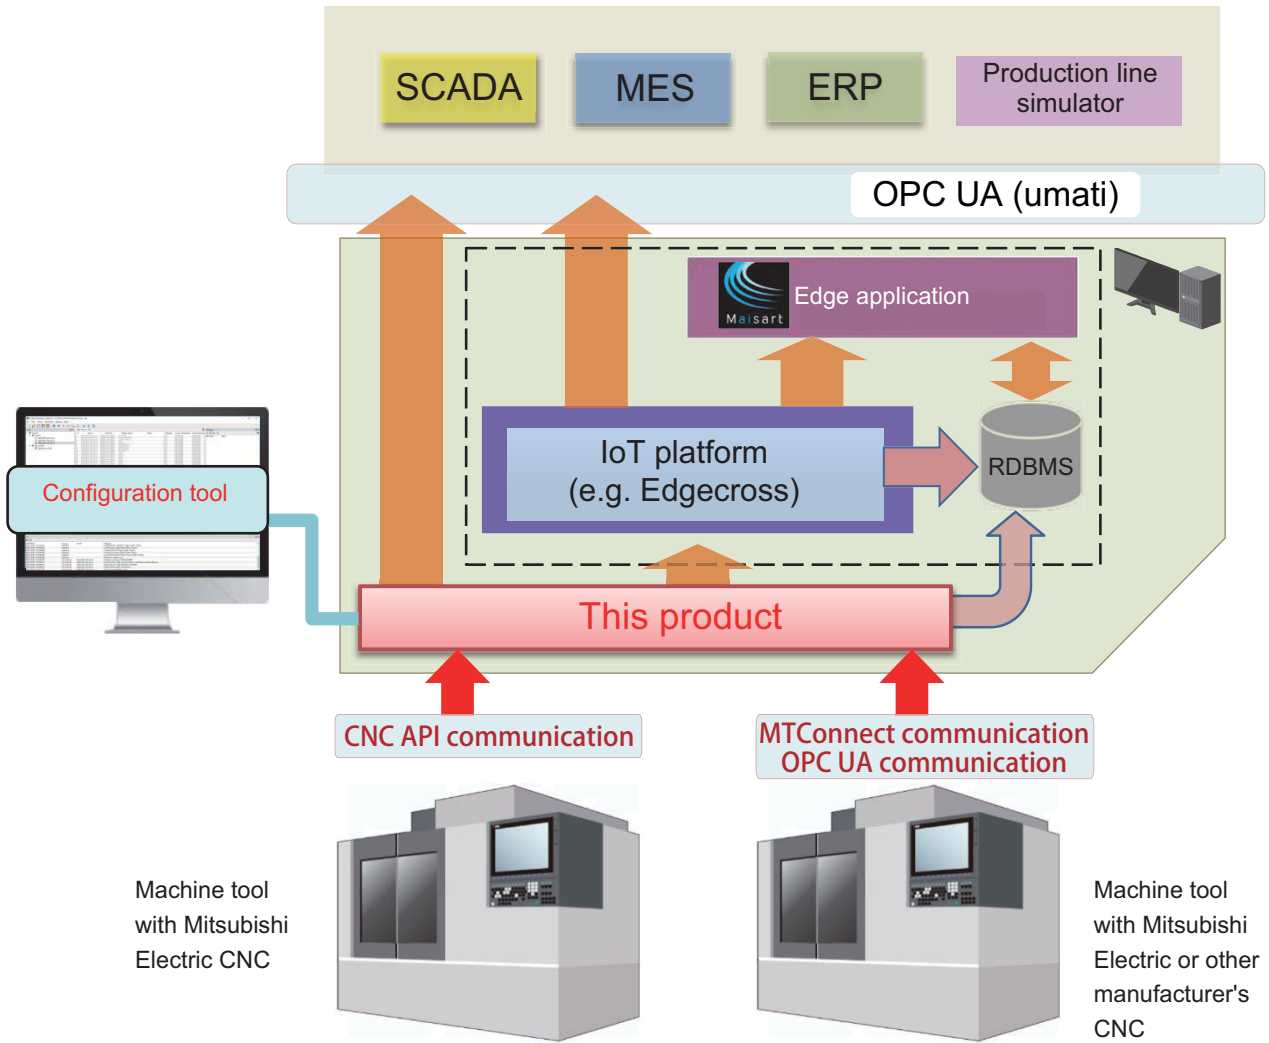 SCADA
MES
ERP
Production line
simulator
OPC UA (umati)
Maisart
Edge application
IoT platform
(e.g. Edgecross)
RDBMS
Configuration tool
This product
CNC API communication
MTConnect communication
OPC UA communication
Machine tool
with Mitsubishi
Electric CNC
Machine tool
with Mitsubishi
Electric or other
manufacturer's
CNC